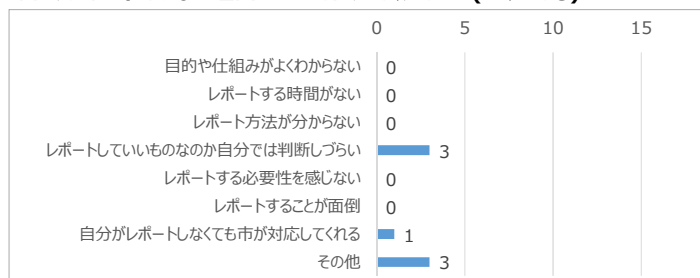 0 5 10 15
目的や仕組みがよくわからない 0
レポートする時間がない 0
レポート方法が分からない 0
レポートしていいものなのか自分では判断しづらい 3
レポートする必要性を感じない 0
レポートすることが面倒 0
自分がレポートしなくても市が対応してくれる 1
その他 3